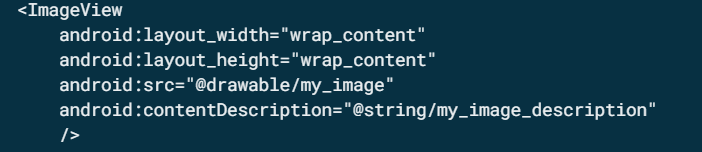 <ImageView
android:layout_width="wrap_content"
android:layout_height="wrap_content"
android:src="@drawable/my_image"
android:contentDescription="@string/my_image_description"
/>